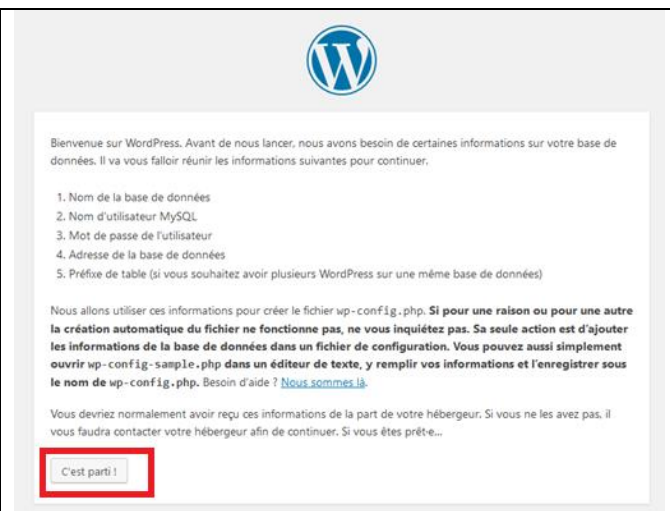 Bienvenue sur WordPress. Avant de nous lancer, nous avons besoin de certaines informations sur votre base de
données. Il va vous falloir réunir les informations suivantes pour continuer.
1. Nom de la base de données
2. Nom d'utilisateur MySQL
3. Mot de passe de l'utilisateur
4. Adresse de la base de données
5. Préfixe de table (si vous souhaitez avoir plusieurs WordPress sur une même base de données)
Nous allons utiliser ces informations pour créer le fichier wp-config.php. Si pour une raison ou pour une autre
la création automatique du fichier ne fonctionne pas, ne vous inquiétez pas. Sa seule action est d'ajouter
les informations de la base de données dans un fichier de configuration. Vous pouvez aussi simplement
ouvrir wp-config-sample.php dans un éditeur de texte, y remplir vos informations et l'enregistrer sous
le nom de wp-config.php. Besoin d'aide ? Nous sommes là.
Vous devriez normalement avoir reçu ces informations de la part de votre hébergeur. Si vous ne les avez pas, il
vous faudra contacter votre hébergeur afin de continuer. Si vous êtes prêt·e...
C'est parti !